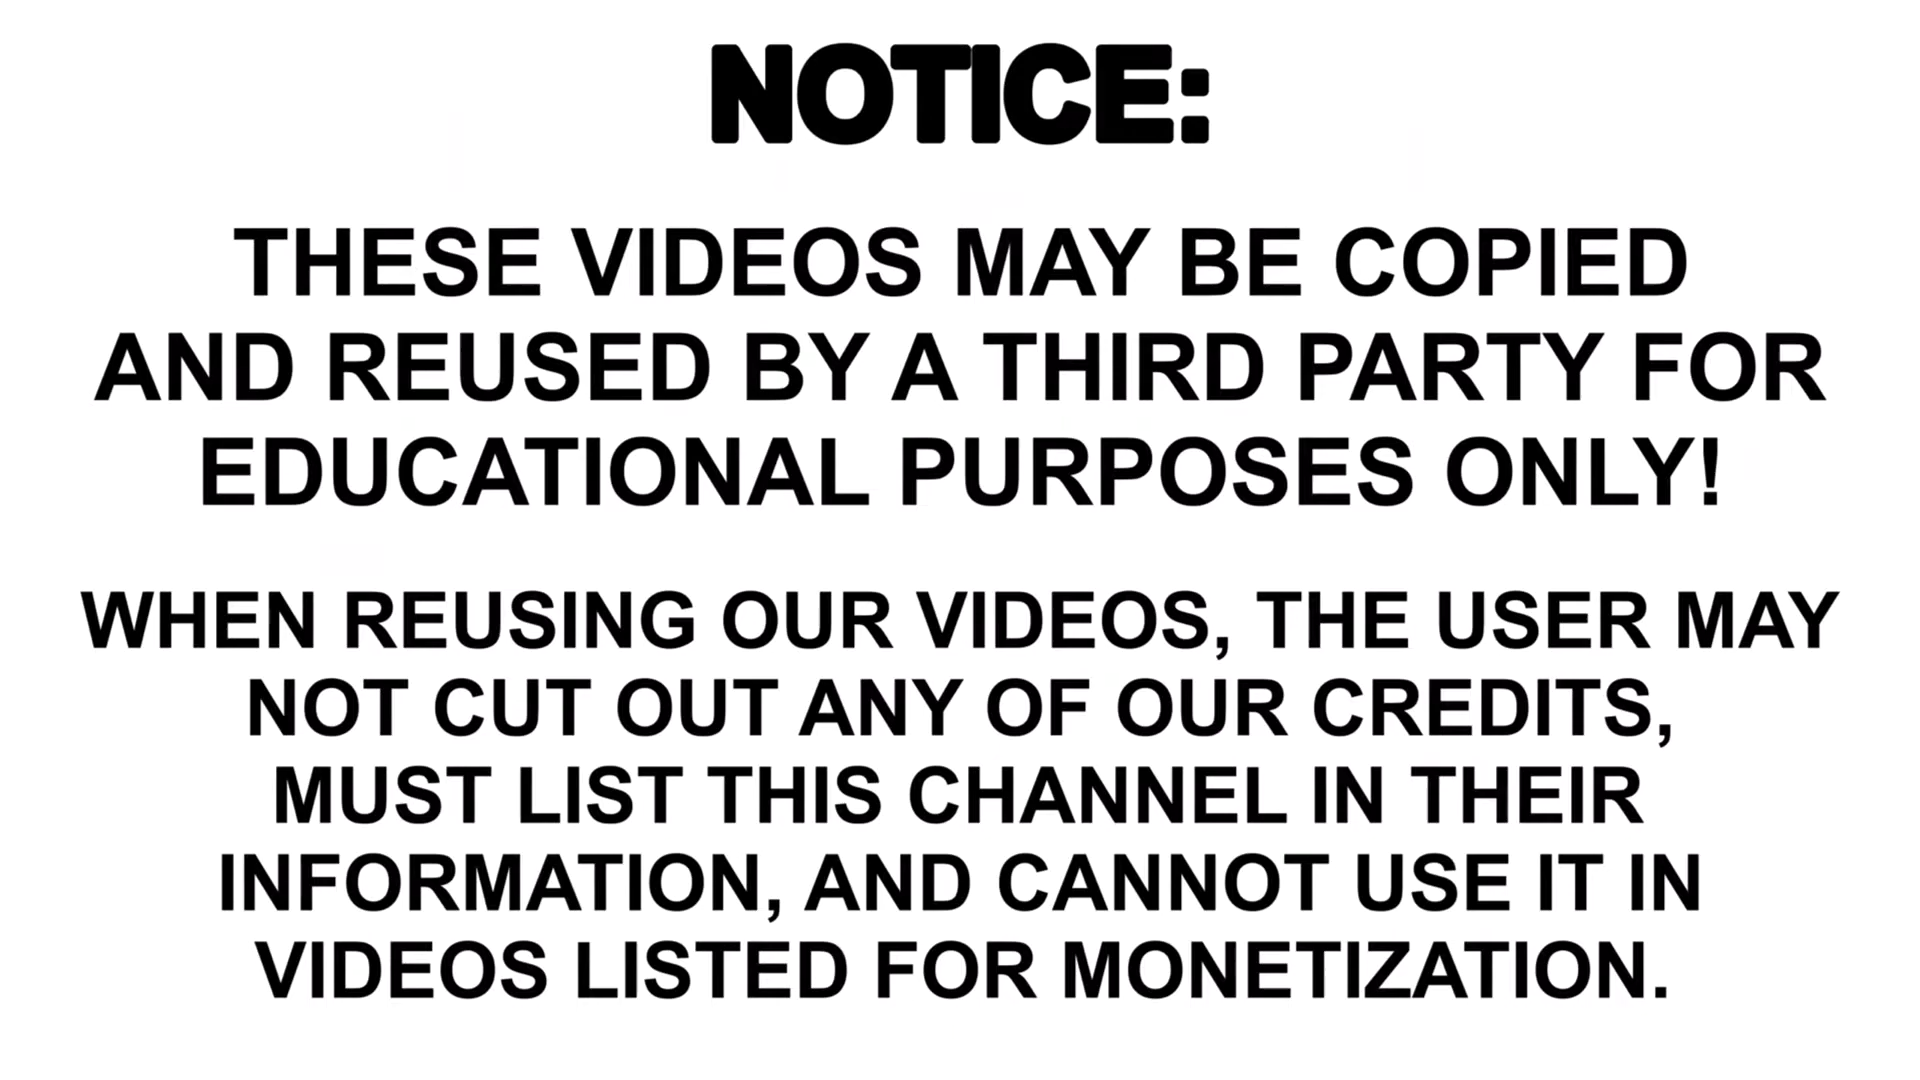 NOTICE:
THESE VIDEOS MAY BE COPIED
AND REUSED BY A THIRD PARTY FOR
EDUCATIONAL PURPOSES ONLY!
WHEN REUSING OUR VIDEOS, THE USER MAY
NOT CUT OUT ANY OF OUR CREDITS,
MUST LIST THIS CHANNEL IN THEIR
INFORMATION, AND CANNOT USE IT IN
VIDEOS LISTED FOR MONETIZATION.